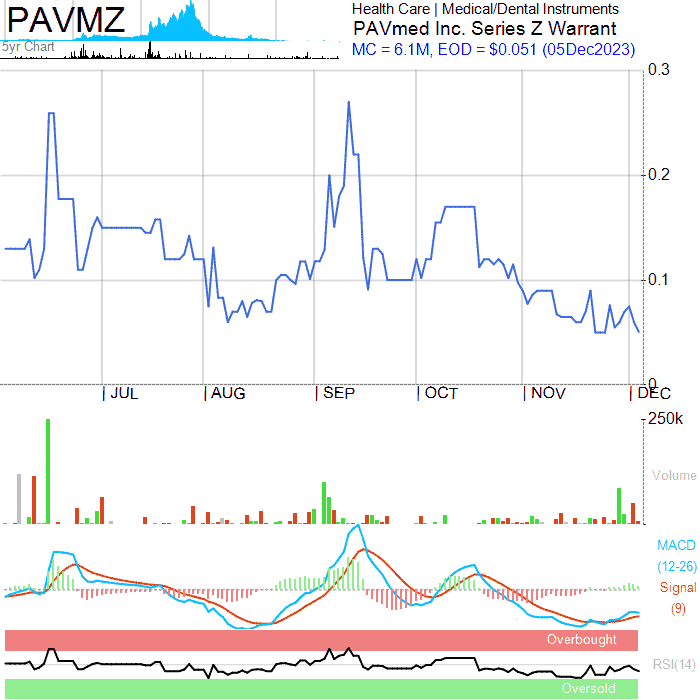 PAVMZ
5yr Chart
Health Care | Medical/Dental Instruments
PAVmed Inc. Series Z Warrant
MC = 6.1M, EOD = $0.051 (05Dec2023)
0.3
0.2
0.1
0
| JUL | AUG | SEP | OCT | NOV | DEC
250k
Volume
MACD
(12-26)
Signal
(9)
Overbought
RSI(14)
Oversold